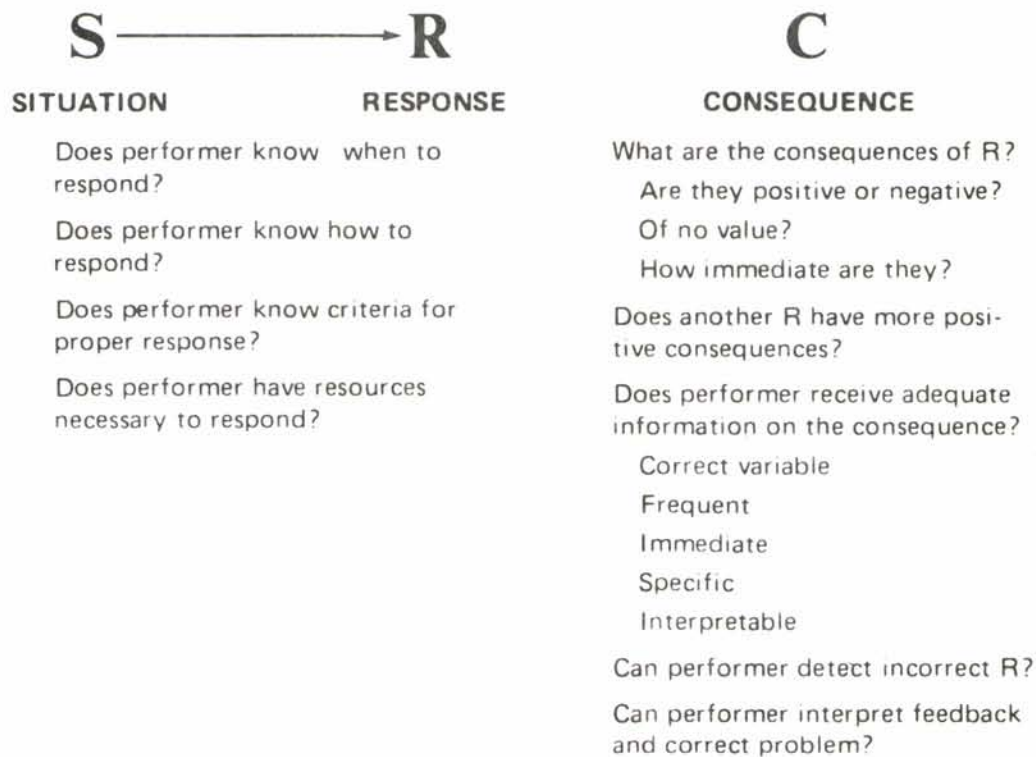 S R C
SITUATION RESPONSE CONSEQUENCE
Does performer know when to
respond?
Does performer know how to
respond?
Does performer know criteria for
proper response?
Does performer have resources
necessary to respond?
What are the consequences of R?
Are they positive or negative?
Of no value?
How immediate are they?
Does another R have more posi-
tive consequences?
Does performer receive adequate
information on the consequence?
Correct variable
Frequent
Immediate
Specific
Interpretable
Can performer detect incorrect R?
Can performer interpret feedback
and correct problem?